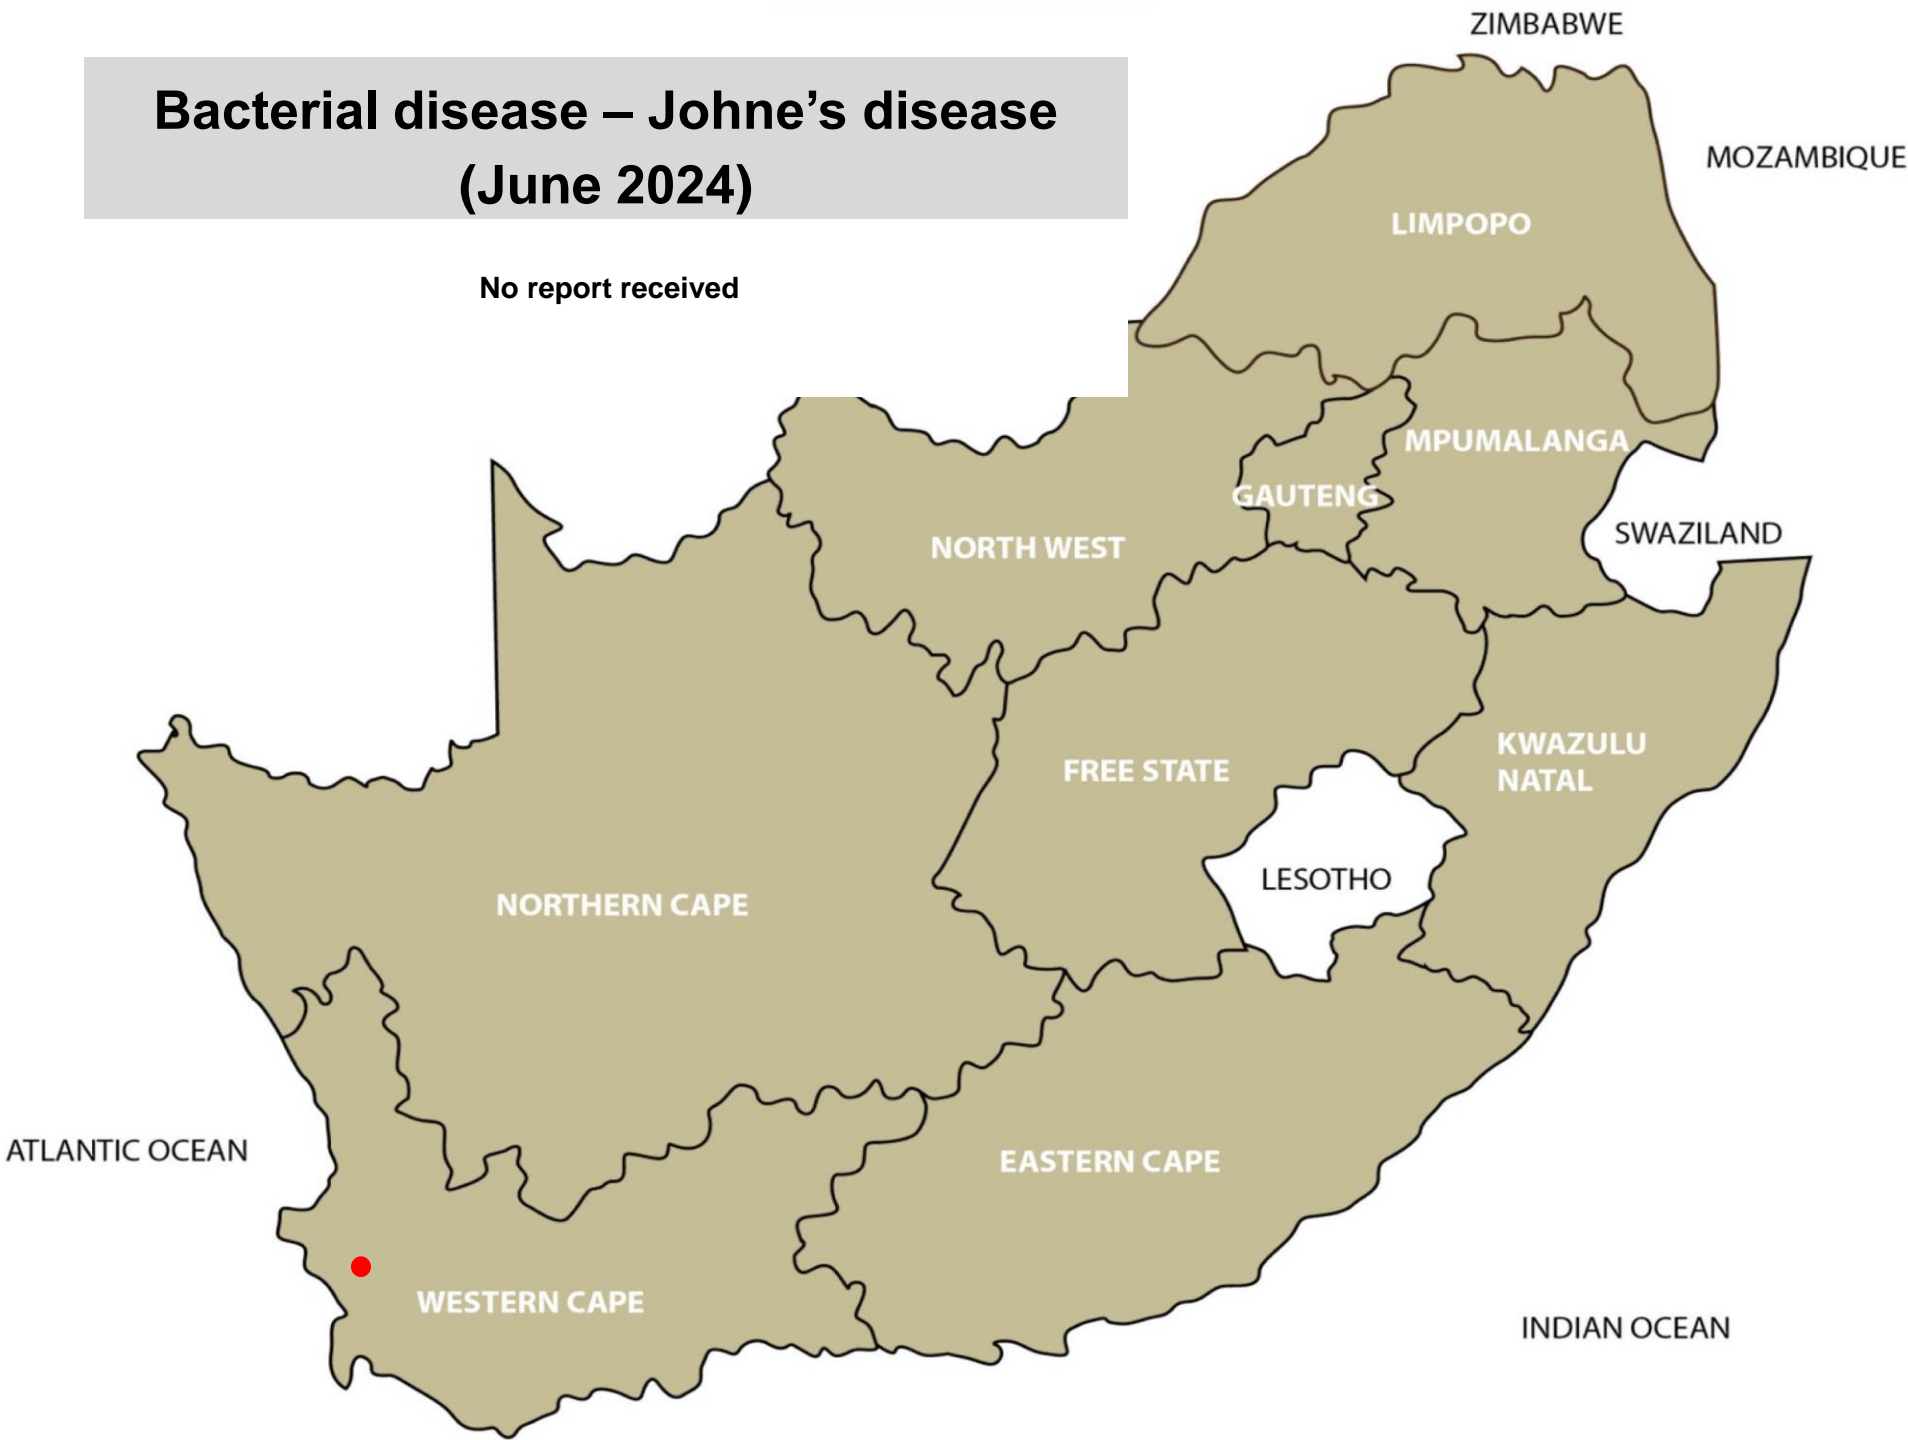 ZIMBABWE
Bacterial disease – Johne’s disease
(June 2024)
MOZAMBIQUE
LIMPOPO
No report received
MPUMALANGA
GAUTENG
SWAZILAND
NORTH WEST
KWAZULU
NATAL
FREE STATE
LESOTHO
NORTHERN CAPE
ATLANTIC OCEAN
EASTERN CAPE
WESTERN CAPE
INDIAN OCEAN